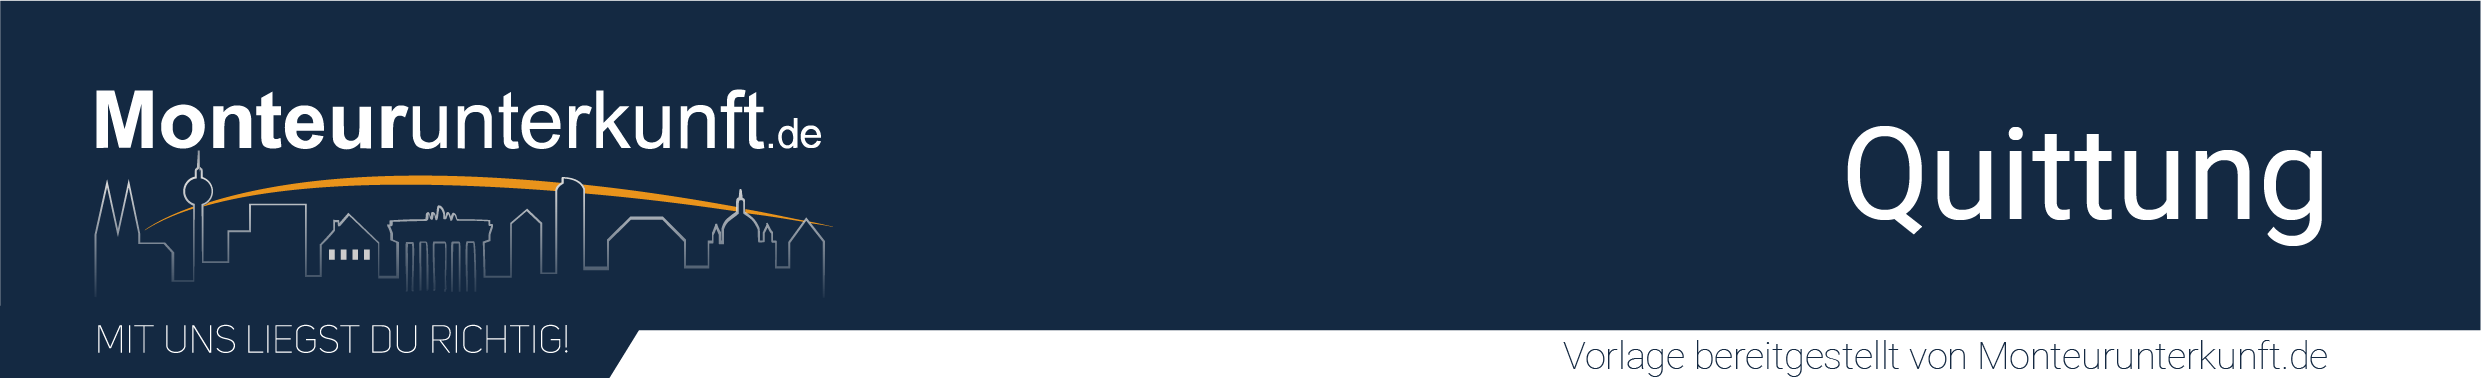 Monteurunterkunft.de
Quittung
MIT UNS LIEGST DU RICHTIG!
Vorlage bereitgestellt von Monteurunterkunft.de